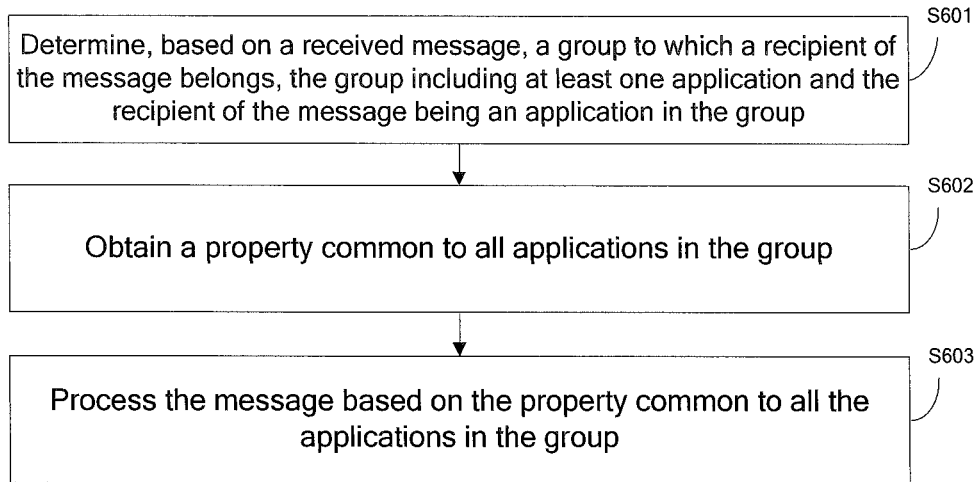 S601
Determine, based on a received message, a group to which a recipient of
the message belongs, the group including at least one application and the
recipient of the message being an application in the group
S602
Obtain a property common to all applications in the group
S603
Process the message based on the property common to all the
applications in the group